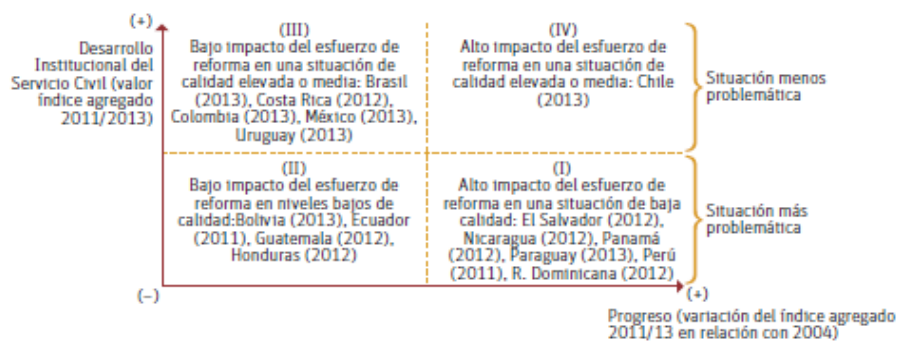 (+)
Desarrollo
Institucional del
Servicio Civil (valor
índice agregado
2011/2013)
(III)
Bajo impacto del esfuerzo de
reforma en una situación de
calidad elevada o media: Brasil
(2013), Costa Rica (2012),
Colombia (2013), México (2013),
Uruguay (2013)
(IV)
Alto impacto del esfuerzo de
reforma en una situación de
calidad elevada o media: Chile
(2013)
Situación menos
problemática
(II)
Bajo impacto del esfuerzo de
reforma en niveles bajos de
calidad:Bolivia (2013), Ecuador
(2011), Guatemala (2012),
Honduras (2012)
(I)
Alto impacto del esfuerzo de
reforma en una situación de baja
calidad: El Salvador (2012),
Nicaragua (2012), Panamá
(2012), Paraguay (2013), Perú
(2011), R. Dominicana (2012)
Situación más
problemática
(−)
(+)
Progreso (variación del índice agregado
2011/13 en relación con 2004)